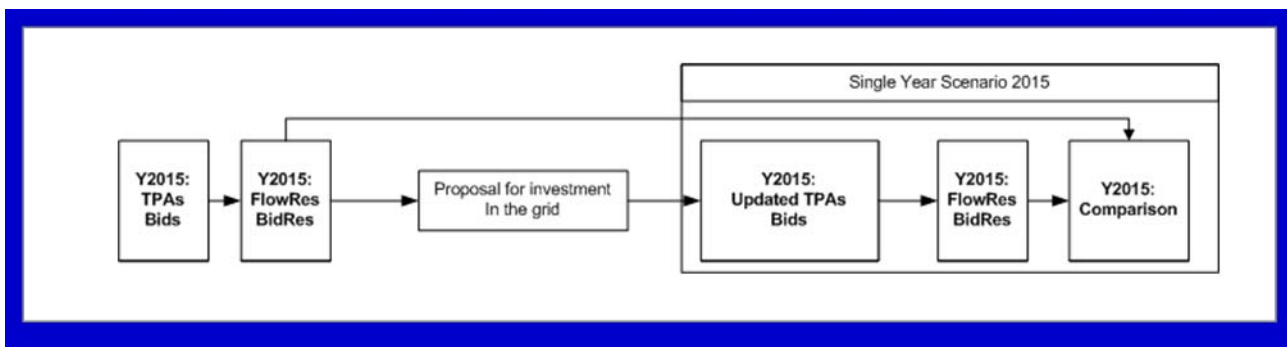 Single Year Scenario 2015
Y2015:
TPAs
Bids
Y2015:
FlowRes
BidRes
Proposal for investment
In the grid
Y2015:
Updated TPAs
Bids
Y2015:
FlowRes
BidRes
Y2015:
Comparison